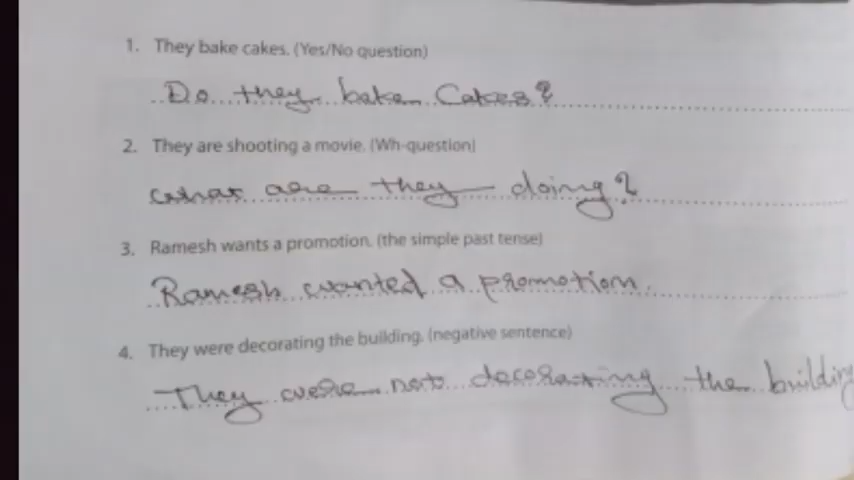 1. They bake cakes. (Yes/No question)
Do they bake Cakes?
2. They are shooting a movie. (Wh-question)
What are they doing?
3. Ramesh wants a promotion. (the simple past tense)
Ramesh wanted a promotion.
4. They were decorating the building. (negative sentence)
They were not decorating the building